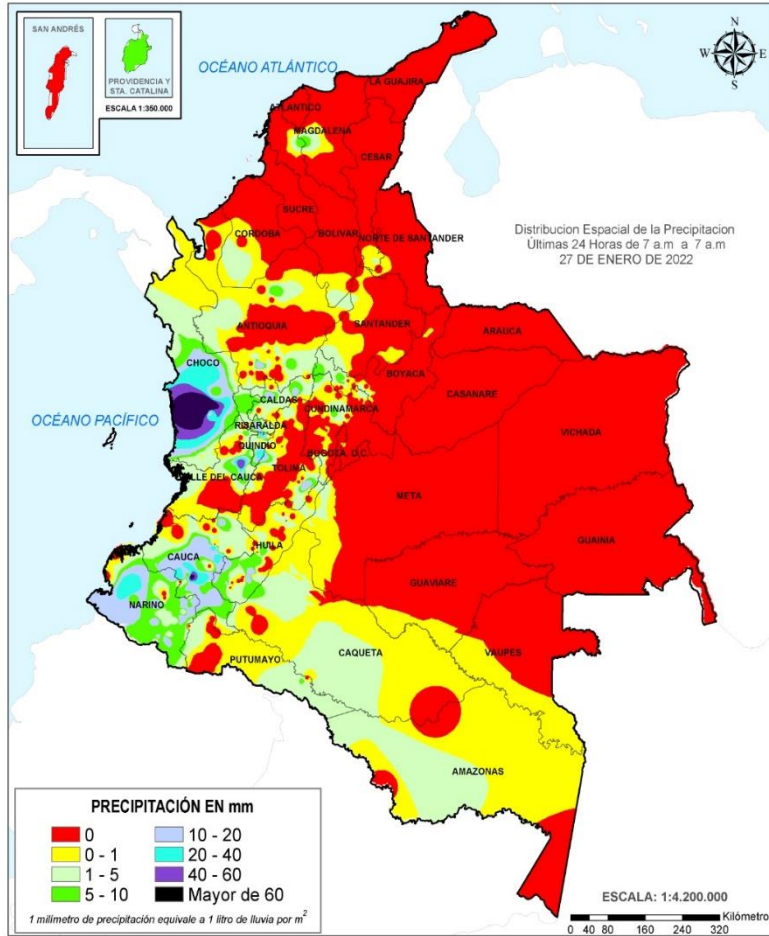 SAN ANDRÉS
PROVIDENCIA Y
STA. CATALINA
ESCALA 1:350.000
OCÉANO ATLÁNTICO
N
W
E
S
LA GUAJIRA
ATLANTICO
MAGDALENA
CESAR
SUCRE
CORDOBA
BOLIVAR
NORTE DE SANTANDER
Distribucion Espacial de la Precipitacion
Últimas 24 Horas de 7 a.m a 7 a.m
27 DE ENERO DE 2022
ANTIOQUIA
SANTANDER
ARAUCA
CHOCO
BOYACA
CASANARE
CALDAS
CUNDINAMARCA
OCÉANO PACÍFICO
RISARALDA
VICHADA
QUINDIO
BOGOTA, D.C.
TOLIMA
VALLE DEL CAUCA
META
GUAINIA
HUILA
CAUCA
GUAVIARE
NARINO
CAQUETA
VAUPES
PUTUMAYO
AMAZONAS
PRECIPITACIÓN EN mm
0
10 - 20
0 - 1
20 - 40
1 - 5
40 - 60
5 - 10
Mayor de 60
1 milímetro de precipitación equivale a 1 litro de lluvia por m²
ESCALA: 1:4.200.000
Kilómetro
0 40 80 160 240 320